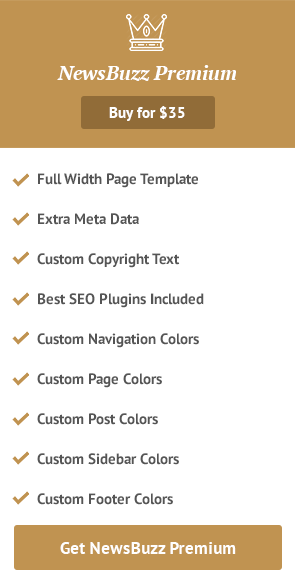 NewsBuzz Premium
Buy for $35
Full Width Page Template
Extra Meta Data
Custom Copyright Text
Best SEO Plugins Included
Custom Navigation Colors
Custom Page Colors
Custom Post Colors
Custom Sidebar Colors
Custom Footer Colors
Get NewsBuzz Premium